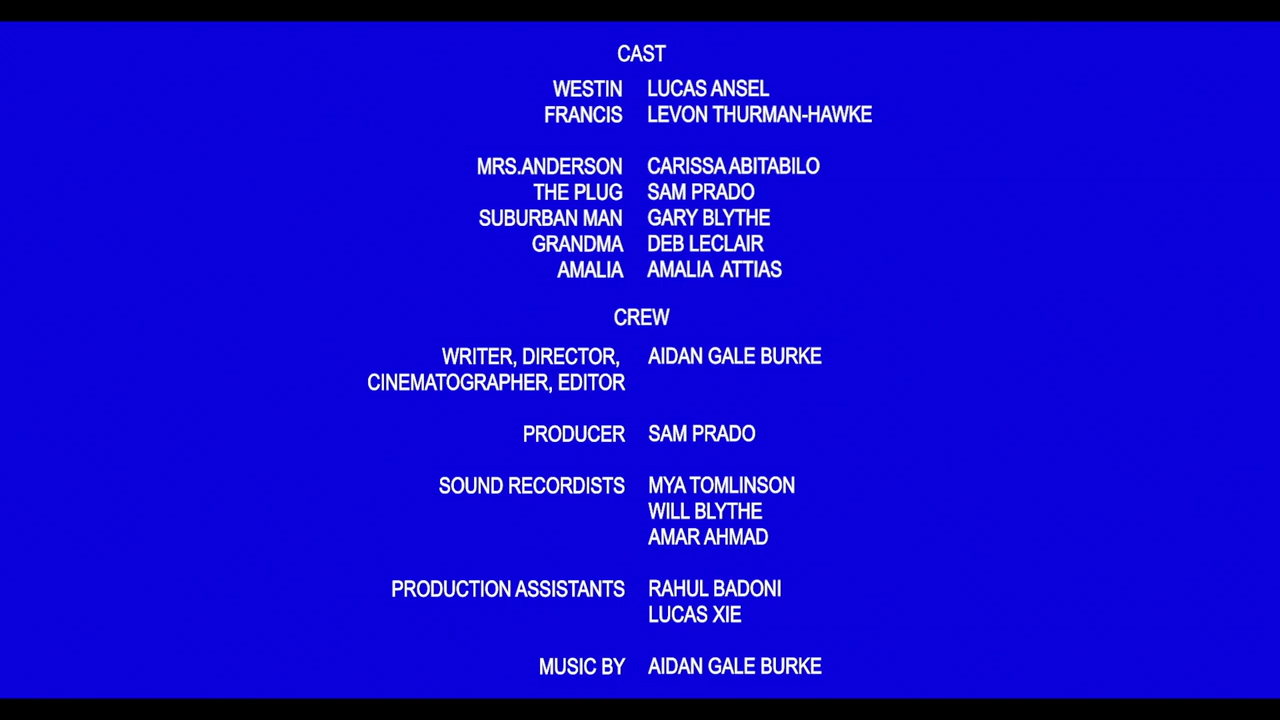 CAST
WESTIN LUCAS ANSEL
FRANCIS LEVON THURMAN-HAWKE
MRS.ANDERSON CARISSA ABITABILO
THE PLUG SAM PRADO
SUBURBAN MAN GARY BLYTHE
GRANDMA DEB LECLAIR
AMALIA AMALIA ATTIAS
CREW
WRITER, DIRECTOR, AIDAN GALE BURKE
CINEMATOGRAPHER, EDITOR
PRODUCER SAM PRADO
SOUND RECORDISTS MYA TOMLINSON
WILL BLYTHE
AMAR AHMAD
PRODUCTION ASSISTANTS RAHUL BADONI
LUCAS XIE
MUSIC BY AIDAN GALE BURKE